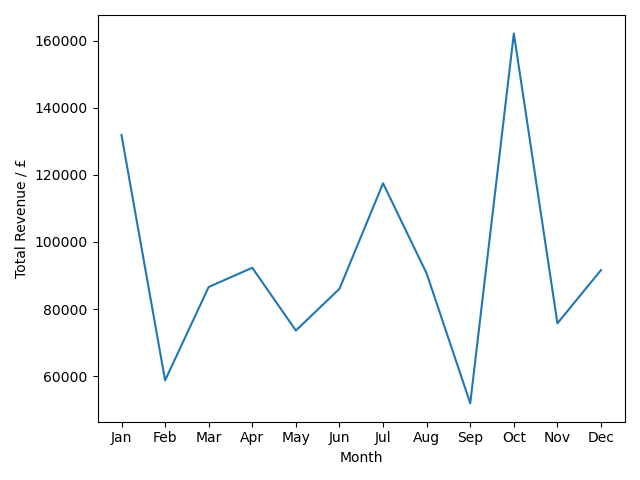 160000
140000
120000
100000
80000
60000
Total Revenue / £
Jan Feb Mar Apr May Jun Jul Aug Sep Oct Nov Dec
Month